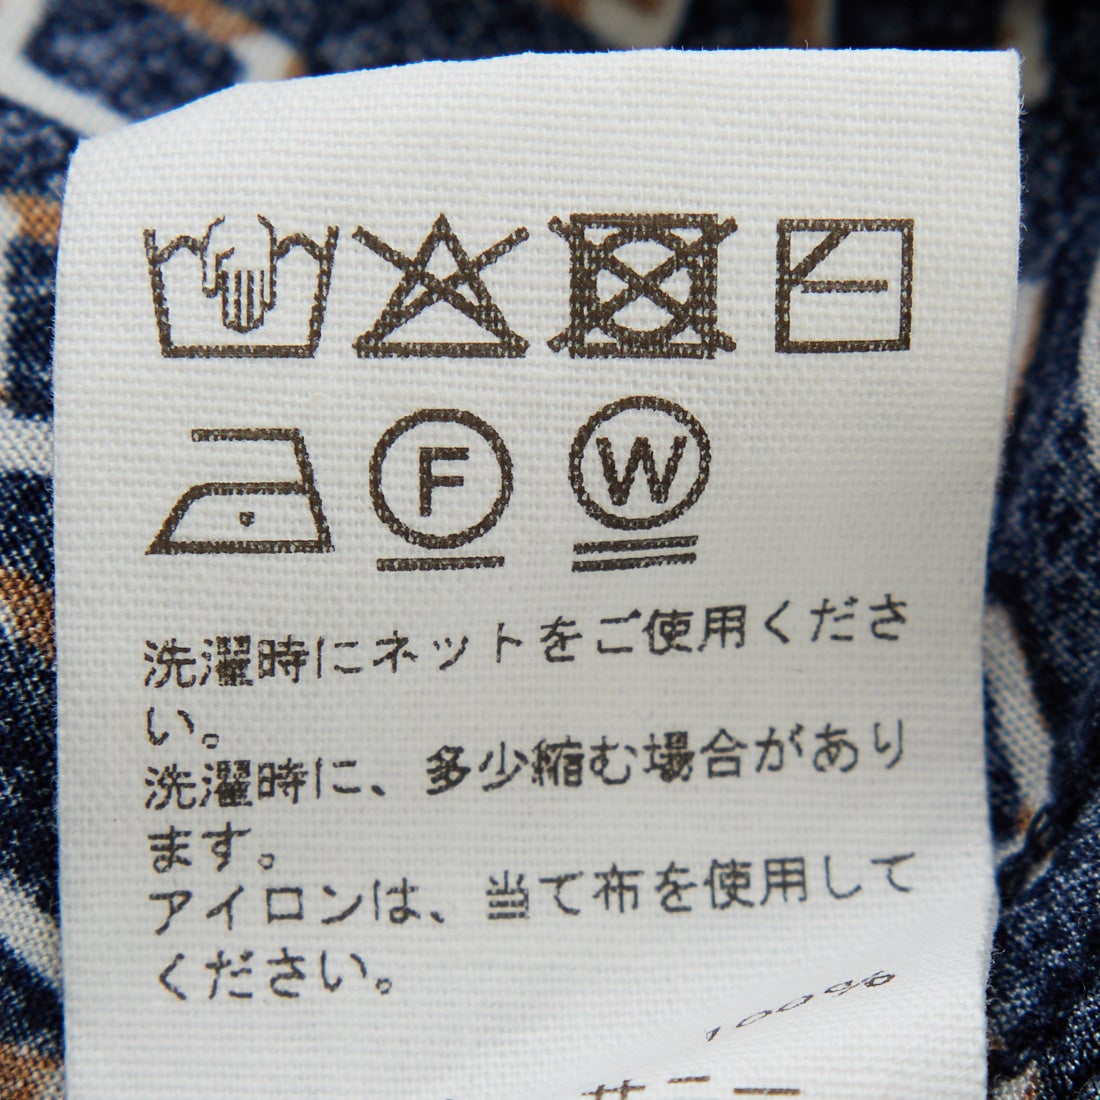 F
W
洗濯時にネットをご使用くださ
い。
洗濯時に、多少縮む場合があり
ます。
アイロンは、当て布を使用して
ください。
100%